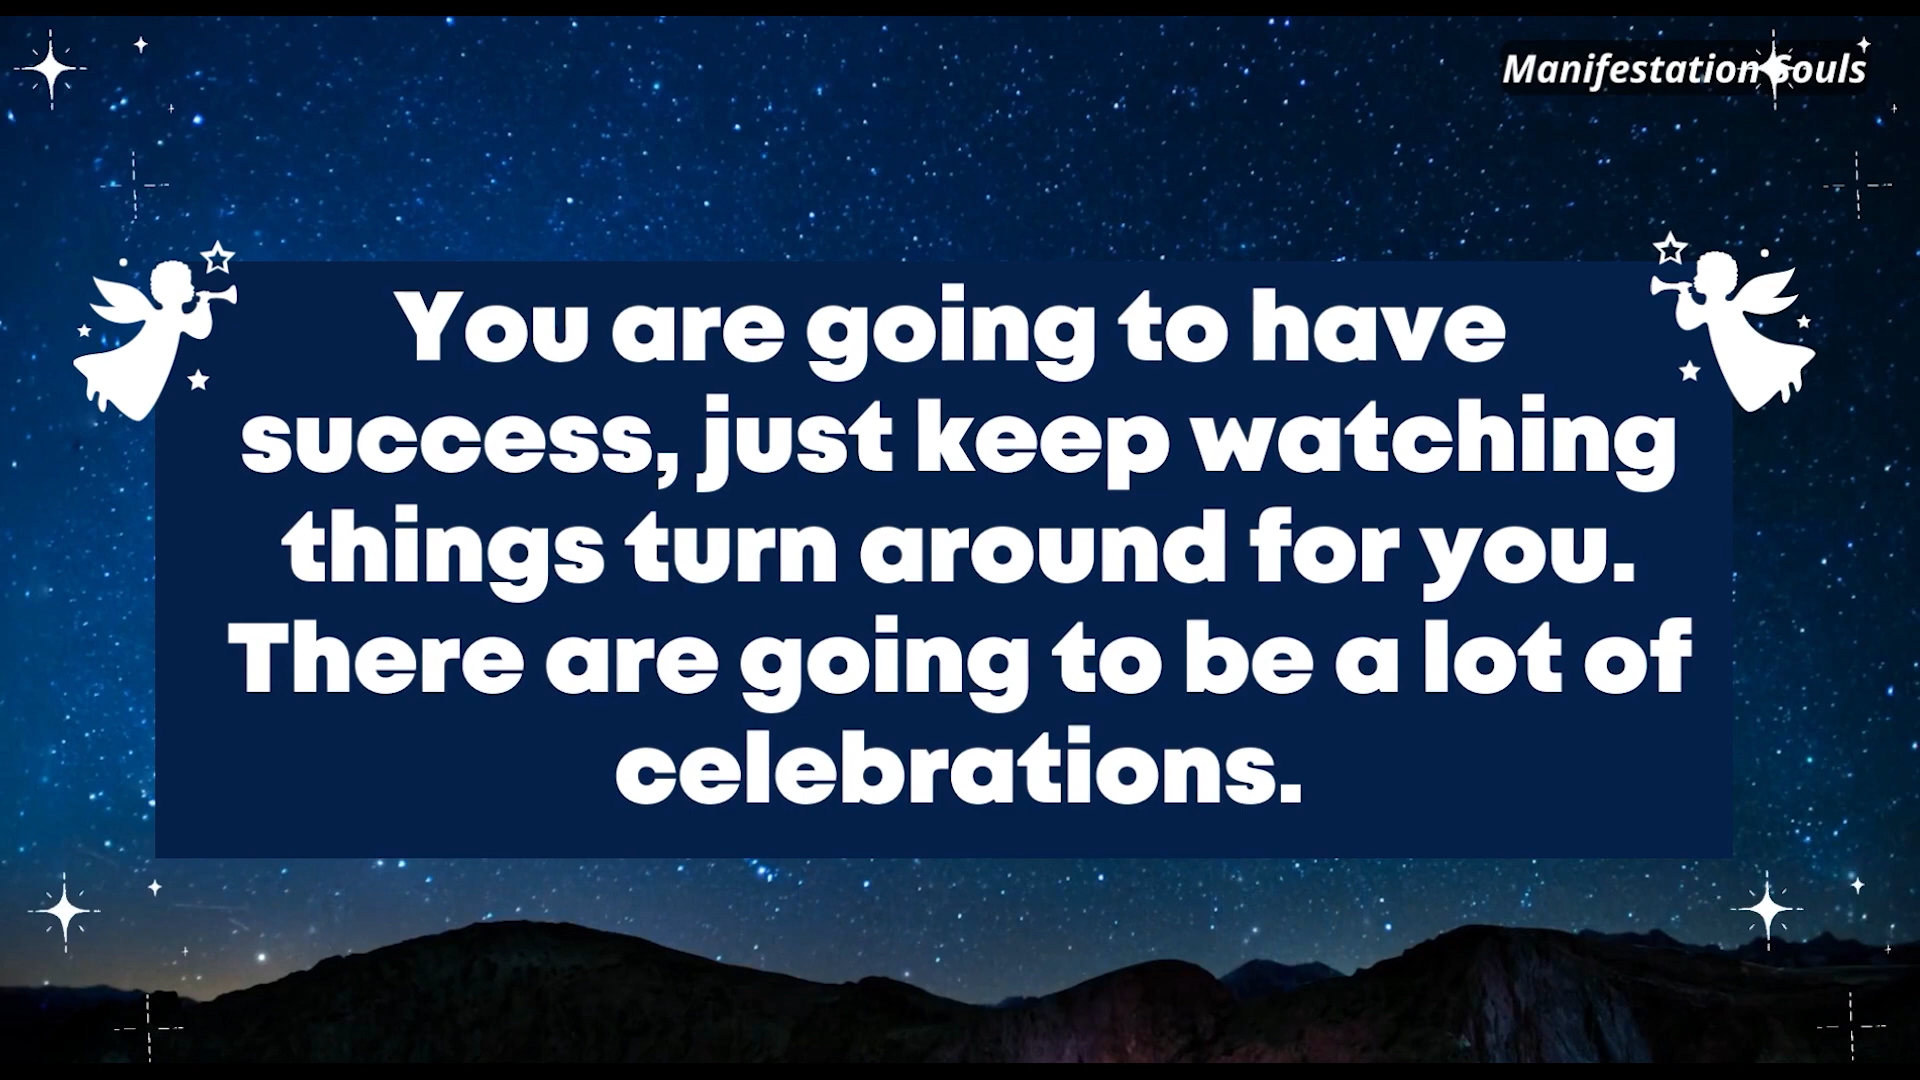 Manifestation Souls
You are going to have
success, just keep watching
things turn around for you.
There are going to be a lot of
celebrations.